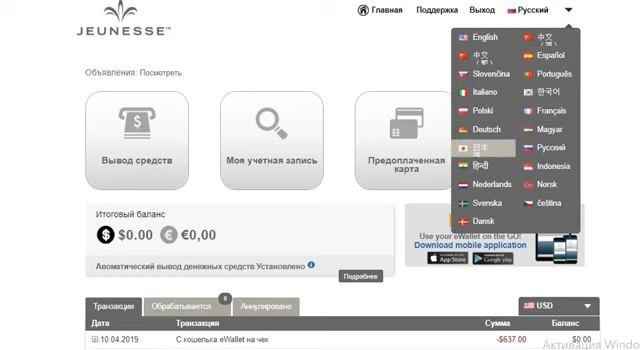 JEUNESSE™
Главная Поддержка Выход Русский
English 中文
中文 Español
Slovenčina Português
Italiano 한국어
Polski Français
Deutsch Magyar
日本 Русский
हिन्दी Indonesia
Nederlands Norsk
Svenska čeština
Dansk
Объявления: Посмотреть
$
Вывод средств
Моя учетная запись
Предоплаченная
карта
Итоговый баланс
$ $0.00 € €0,00
Авоматический вывод денежных средств Установлено
Подробнее
Use your eWallet on the GO!
Download mobile application
App Store
Google play
Транзакции Обрабатывается 0 Аннулировано
USD
Дата Транзакция Сумма Баланс
10.04.2019 С кошелька eWallet на чек -$637.00 $0.00
Активация Windo